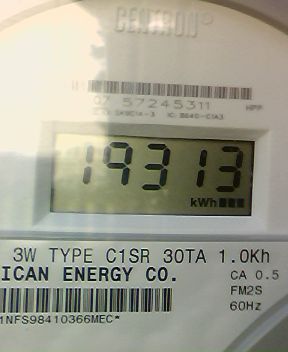 CENTRON®
07 57245311 HPP
19313
kWh
3W TYPE C1SR 30TA 1.0Kh
ICAN ENERGY CO. CA 0.5
FM2S
1NFS98410366MEC* 60Hz